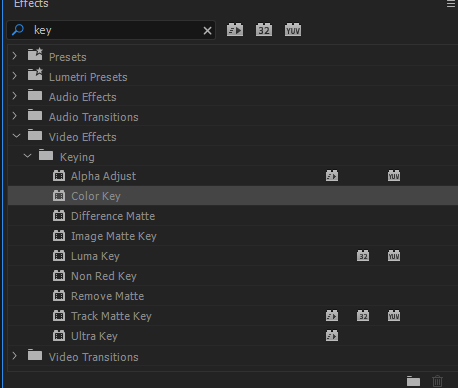 Effects
key
32
YUV
Presets
Lumetri Presets
Audio Effects
Audio Transitions
Video Effects
Keying
Alpha Adjust YUV
Color Key
Difference Matte
Image Matte Key
Luma Key 32 YUV
Non Red Key
Remove Matte
Track Matte Key 32 YUV
Ultra Key
Video Transitions